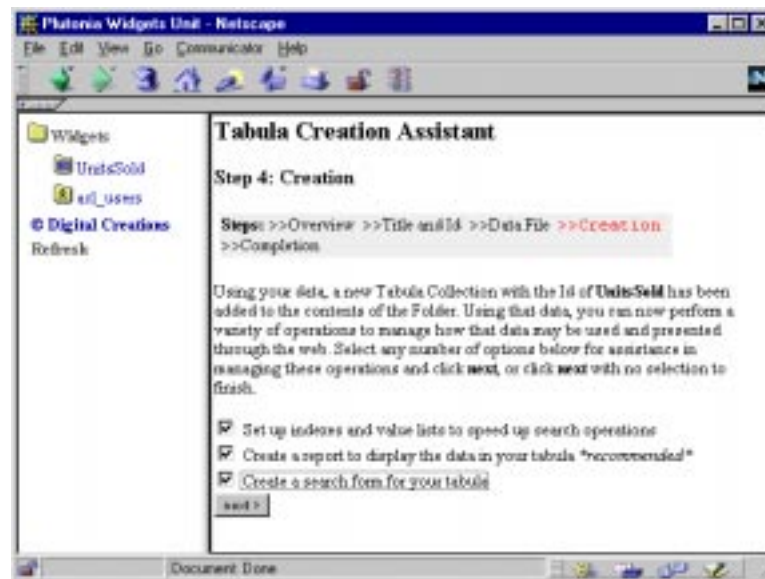 Plutonia Widgets Unit - Netscape
File Edit View Go Communicator Help
Widgets
UnitsSold
acl_users
© Digital Creations
Refresh
Tabula Creation Assistant
Step 4: Creation
Steps: >>Overview >>Title and Id >>Data File >>Creation
>>Completion
Using your data, a new Tabula Collection with the Id of UnitsSold has been
added to the contents of the Folder. Using that data, you can now perform a
variety of operations to manage how that data may be used and presented
through the web. Select any number of options below for assistance in
managing these operations and click next, or click next with no selection to
finish.
Set up indexes and value lists to speed up search operations
Create a report to display the data in your tabula *recommended*
Create a search form for your tabula
next >
Document Done